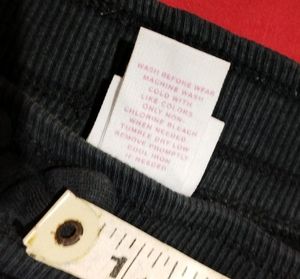 WASH BEFORE WEAR
MACHINE WASH
COLD WITH
LIKE COLORS
ONLY NON-
CHLORINE BLEACH
WHEN NEEDED
TUMBLE DRY LOW
REMOVE PROMPTLY
COOL IRON
IF NEEDED
1